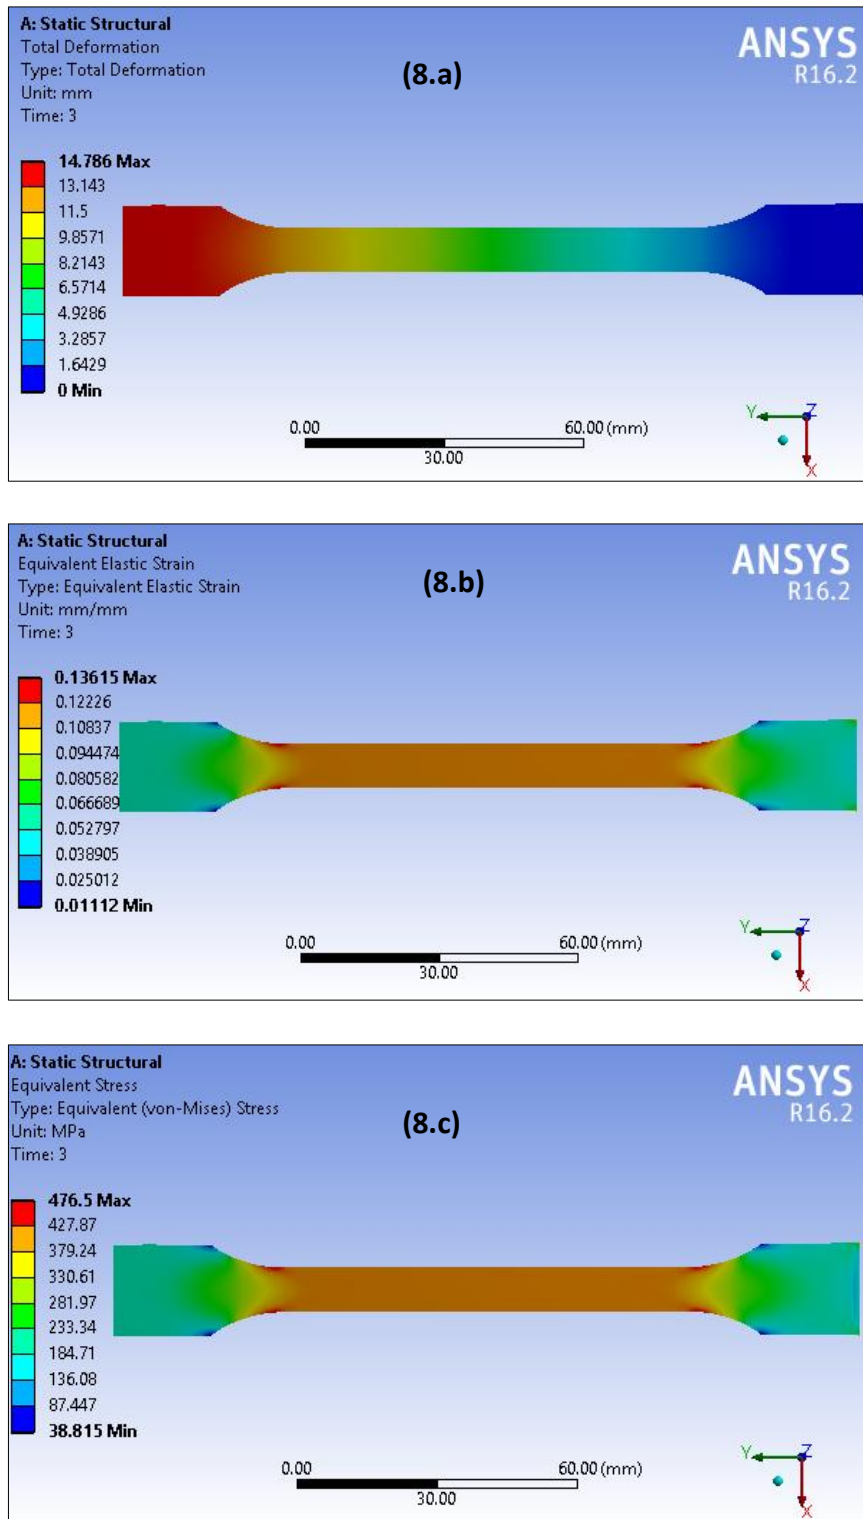 A: Static Structural
Total Deformation
Type: Total Deformation
Unit: mm
Time: 3
(8.a)
ANSYS
R16.2
14.786 Max
13.143
11.5
9.8571
8.2143
6.5714
4.9286
3.2857
1.6429
0 Min
0.00
60.00 (mm)
30.00
Y
Z
X
A: Static Structural
Equivalent Elastic Strain
Type: Equivalent Elastic Strain
Unit: mm/mm
Time: 3
(8.b)
ANSYS
R16.2
0.13615 Max
0.12226
0.10837
0.094474
0.080582
0.066689
0.052797
0.038905
0.025012
0.01112 Min
0.00
60.00 (mm)
30.00
Y
Z
X
A: Static Structural
Equivalent Stress
Type: Equivalent (von-Mises) Stress
Unit: MPa
Time: 3
(8.c)
ANSYS
R16.2
476.5 Max
427.87
379.24
330.61
281.97
233.34
184.71
136.08
87.447
38.815 Min
0.00
60.00 (mm)
30.00
Y
Z
X